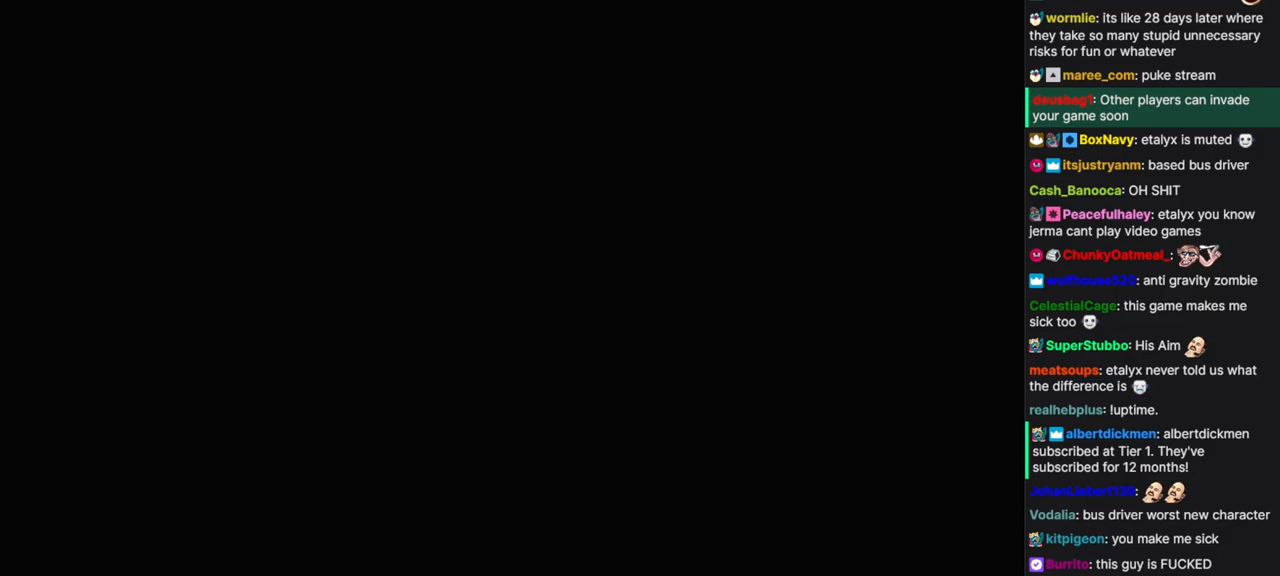 wormlie: its like 28 days later where
they take so many stupid unnecessary
risks for fun or whatever
maree_com: puke stream
deusbag1: Other players can invade
your game soon
BoxNavy: etalyx is muted
itsjustryanm: based bus driver
Cash_Banooca: OH SHIT
Peacefulhaley: etalyx you know
jerma cant play video games
ChunkyOatmeal_:
wolfhouse520: anti gravity zombie
CelestialCage: this game makes me
sick too
SuperStubbo: His Aim
meatsoups: etalyx never told us what
the difference is
realhebplus: !uptime.
albertdickmen: albertdickmen
subscribed at Tier 1. They've
subscribed for 12 months!
JohanLiebert139:
Vodalia: bus driver worst new character
kitpigeon: you make me sick
Burrito: this guy is FUCKED